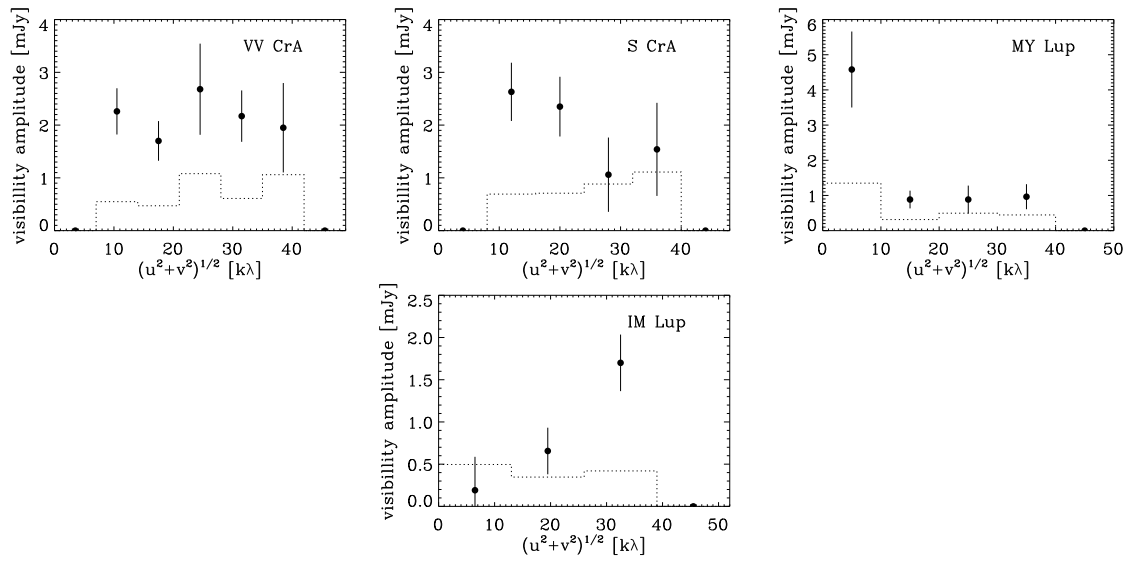 VV CrA
visibillity amplitude [mJy]
4
3
2
1
0
0 10 20 30 40
(u²+v²)¹/² [kλ]
S CrA
visibillity amplitude [mJy]
4
3
2
1
0
0 10 20 30 40
(u²+v²)¹/² [kλ]
MY Lup
visibillity amplitude [mJy]
6
5
4
3
2
1
0
0 10 20 30 40 50
(u²+v²)¹/² [kλ]
IM Lup
visibillity amplitude [mJy]
2.5
2.0
1.5
1.0
0.5
0.0
0 10 20 30 40 50
(u²+v²)¹/² [kλ]